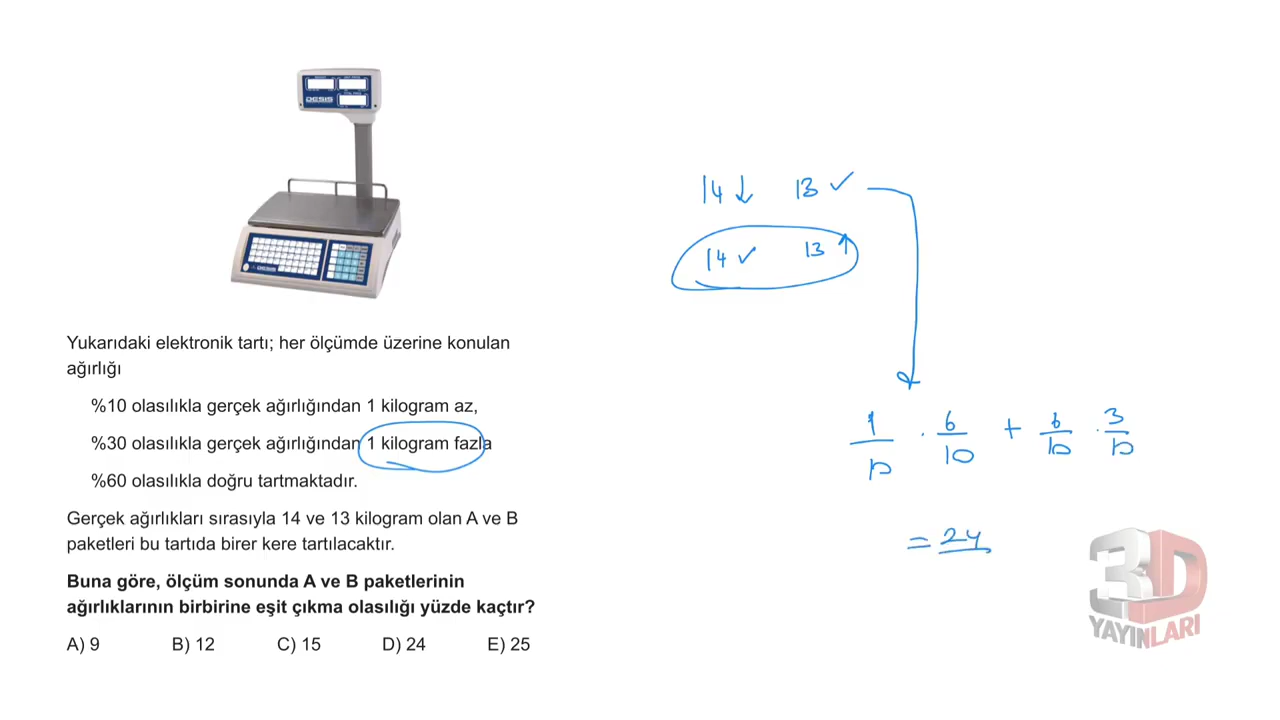 DESIS
DESIS
Yukarıdaki elektronik tartı; her ölçümde üzerine konulan
ağırlığı
%10 olasılıkla gerçek ağırlığından 1 kilogram az,
%30 olasılıkla gerçek ağırlığından 1 kilogram fazla
%60 olasılıkla doğru tartmaktadır.
Gerçek ağırlıkları sırasıyla 14 ve 13 kilogram olan A ve B
paketleri bu tartıda birer kere tartılacaktır.
Buna göre, ölçüm sonunda A ve B paketlerinin
ağırlıklarının birbirine eşit çıkma olasılığı yüzde kaçtır?
A) 9 B) 12 C) 15 D) 24 E) 25
14 ↓ 13 ✓
14 ✓ 13 ↑
1/10 · 6/10 + 6/10 · 3/10
= 24
3D
YAYINLARI